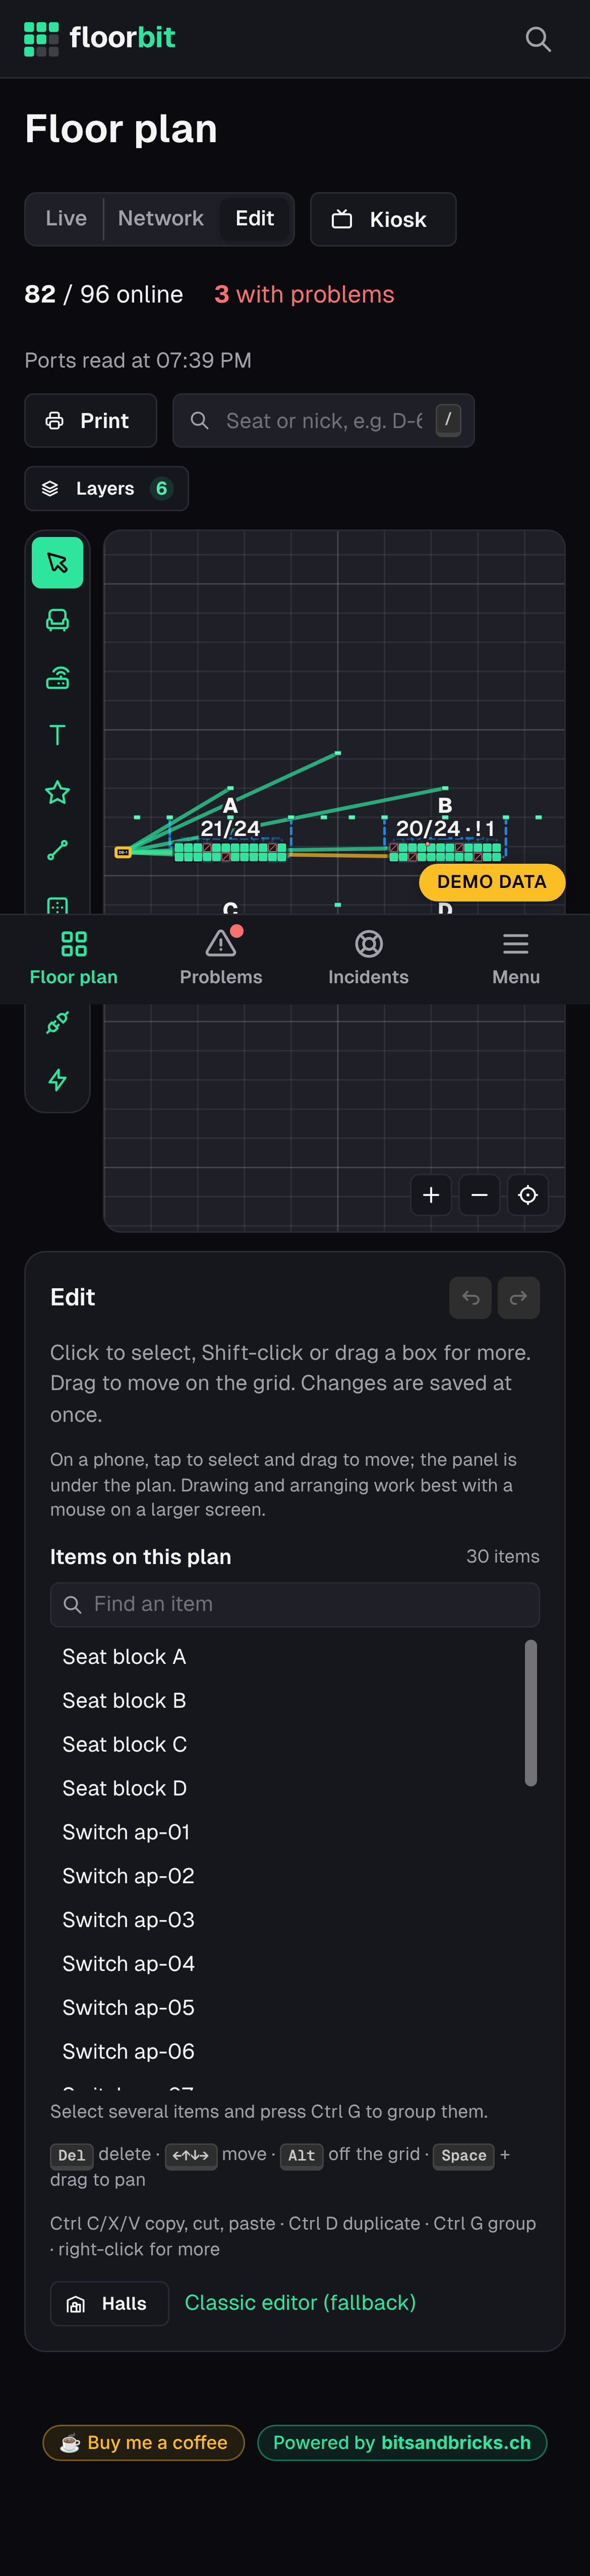 floorbit
Floor plan
Live
Network
Edit
Kiosk
82 / 96 online
3 with problems
Ports read at 07:39 PM
Print
Seat or nick, e.g. D-
/
Layers 6
A
B
21/24
20/24 · ! 1
DEMO DATA
C
D
Floor plan
Problems
Incidents
Menu
Edit
Click to select, Shift-click or drag a box for more.
Drag to move on the grid. Changes are saved at
once.
On a phone, tap to select and drag to move; the panel is
under the plan. Drawing and arranging work best with a
mouse on a larger screen.
Items on this plan
30 items
Find an item
Seat block A
Seat block B
Seat block C
Seat block D
Switch ap-01
Switch ap-02
Switch ap-03
Switch ap-04
Switch ap-05
Switch ap-06
Select several items and press Ctrl G to group them.
Del delete · ←↑↓→ move · Alt off the grid · Space +
drag to pan
Ctrl C/X/V copy, cut, paste · Ctrl D duplicate · Ctrl G group
· right-click for more
Halls
Classic editor (fallback)
Buy me a coffee
Powered by bitsandbricks.ch